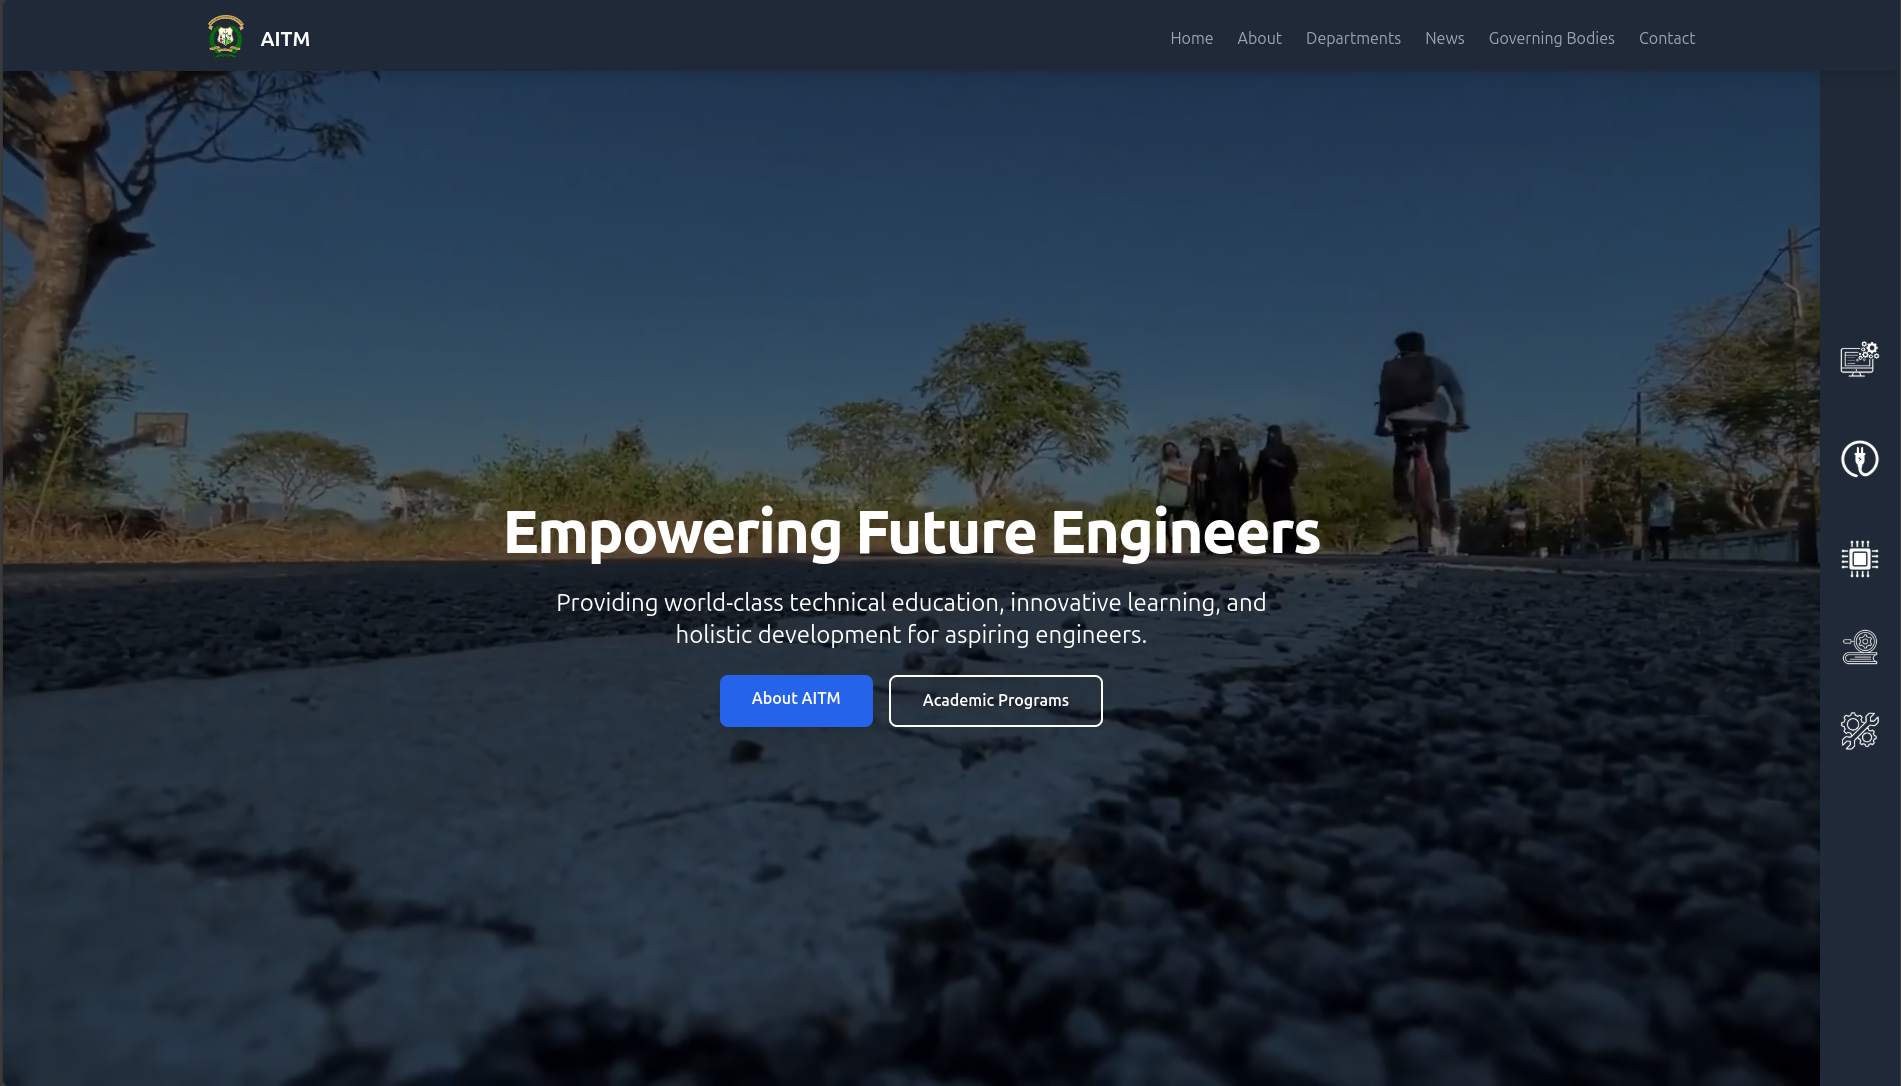 AITM
Home About Departments News Governing Bodies Contact
Empowering Future Engineers
Providing world-class technical education, innovative learning, and
holistic development for aspiring engineers.
About AITM Academic Programs